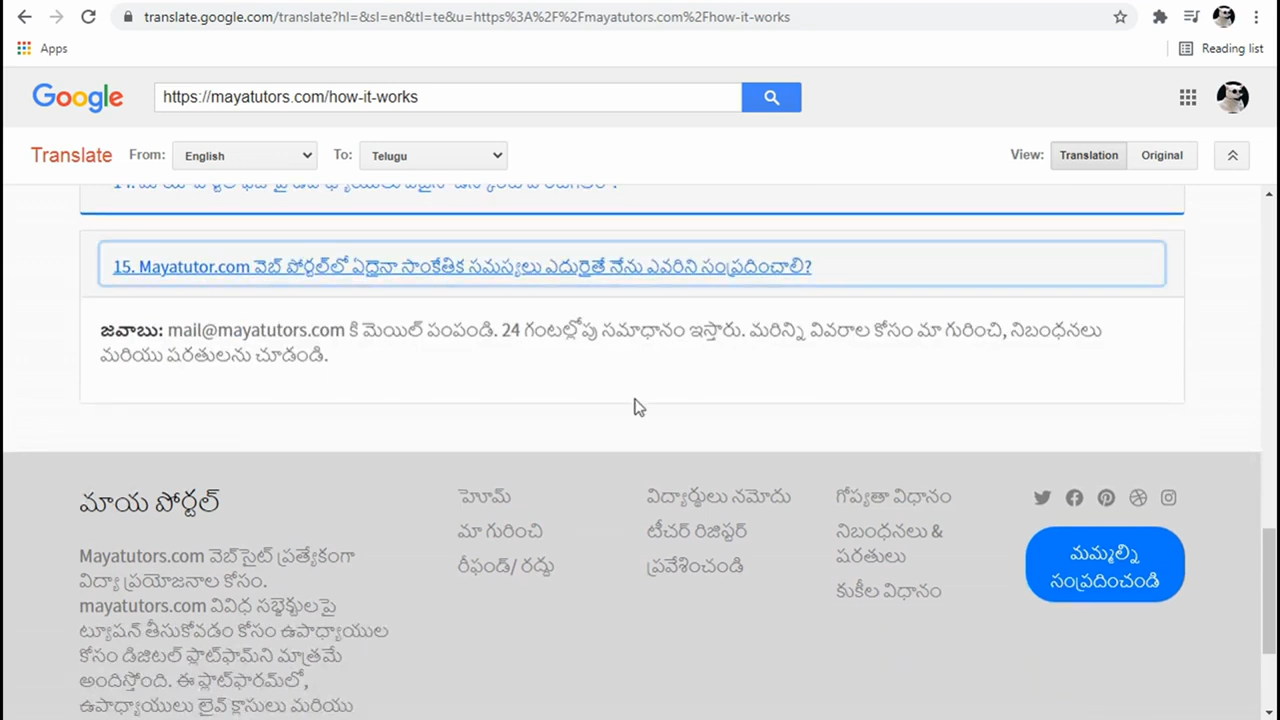 translate.google.com/translate?hl=&sl=en&tl=te&u=https%3A%2F%2Fmayatutors.com%2Fhow-it-works
Apps
Reading list
Google
https://mayatutors.com/how-it-works
Translate From: English To: Telugu View: Translation Original
15. Mayatutor.com వెబ్ పోర్టల్‌లో ఏదైనా సాంకేతిక సమస్యలు ఎదురైతే నేను ఎవరిని సంప్రదించాలి?
జవాబు: mail@mayatutors.com కి మెయిల్ పంపండి. 24 గంటల్లోపు సమాధానం ఇస్తారు. మరిన్ని వివరాల కోసం మా గురించి, నిబంధనలు
మరియు షరతులను చూడండి.
మాయ పోర్టల్
Mayatutors.com వెబ్‌సైట్ ప్రత్యేకంగా
విద్యా ప్రయోజనాల కోసం.
mayatutors.com వివిధ సబ్జెక్టులపై
ట్యూషన్ తీసుకోవడం కోసం ఉపాధ్యాయుల
కోసం డిజిటల్ ప్లాట్‌ఫామ్‌ని మాత్రమే
అందిస్తోంది. ఈ ప్లాట్‌ఫారమ్‌లో,
ఉపాధ్యాయులు లైవ్ క్లాసులు మరియు
హెూమ్
మా గురించి
రీఫండ్/ రద్దు
విద్యార్థులు నమోదు
టీచర్ రిజిష్టర్
ప్రవేశించండి
గోప్యతా విధానం
నిబంధనలు &
షరతులు
కుకీల విధానం
మమ్మల్ని
సంప్రదించండి